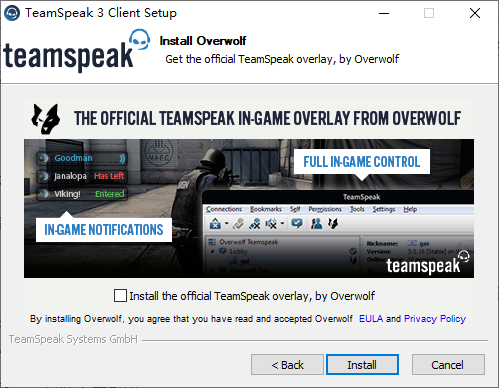 TeamSpeak 3 Client Setup
teamspeak
Install Overwolf
Get the official TeamSpeak overlay, by Overwolf
THE OFFICIAL TEAMSPEAK IN-GAME OVERLAY FROM OVERWOLF
Goodman
Janalopa Has Left
Viking! Entered
IN-GAME NOTIFICATIONS
FULL IN-GAME CONTROL
TeamSpeak
Connections Bookmarks Self Permissions Tools Settings Help
Overwolf Teamspeak
Lobby
gai
Nickname: gai
teamspeak
Install the official TeamSpeak overlay, by Overwolf
By installing Overwolf, you agree that you have read and accepted Overwolf EULA and Privacy Policy
TeamSpeak Systems GmbH
< Back
Install
Cancel